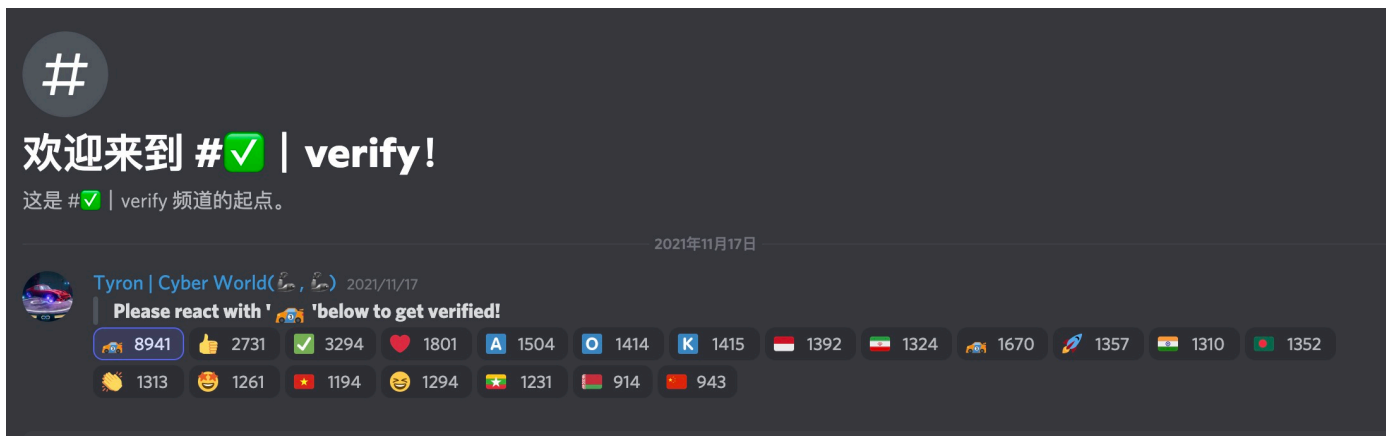 #
欢迎来到 #✅｜verify!
这是 #✅｜verify 频道的起点。
2021年11月17日
Tyron | Cyber World(🦾, 🦾) 2021/11/17
Please react with ' 'below to get verified!
8941 2731 3294 1801 A 1504 O 1414 K 1415 1392 1324 1670 1357 1310 1352
1313 1261 1194 1294 1231 914 943